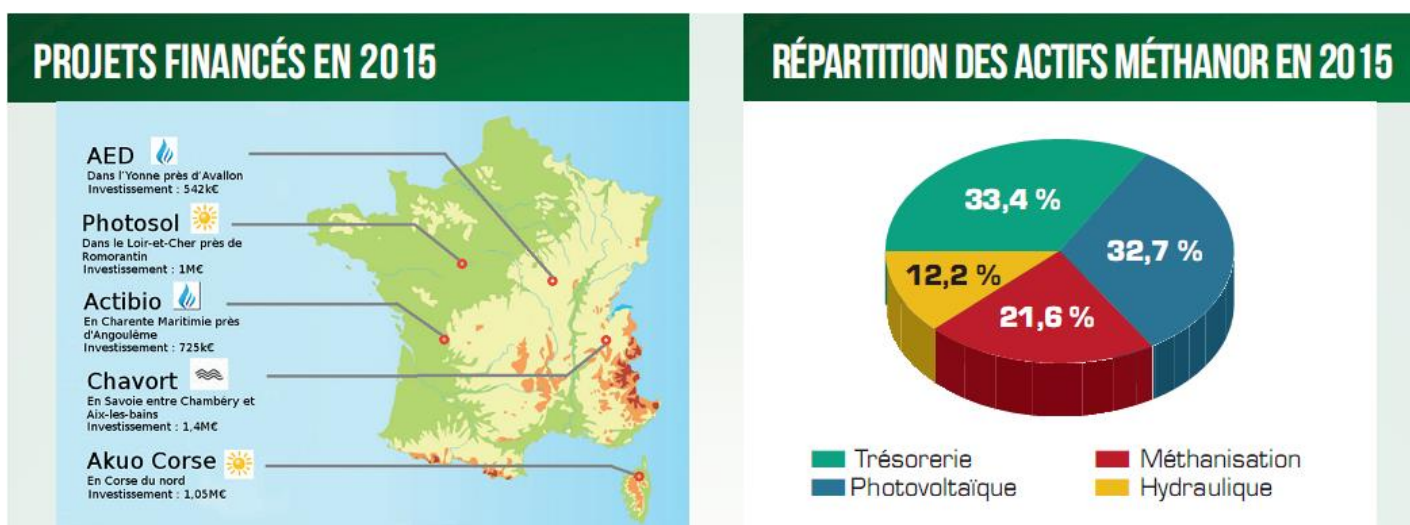 PROJETS FINANCÉS EN 2015
AED
Dans l'Yonne près d'Avallon
Investissement : 542k€
Photosol
Dans le Loir-et-Cher près de
Romorantin
Investissement : 1M€
Actibio
En Charente Maritimie près
d'Angoulême
Investissement : 725k€
Chavort
En Savoie entre Chambéry et
Aix-les-bains
Investissement : 1,4M€
Akuo Corse
En Corse du nord
Investissement : 1,05M€
RÉPARTITION DES ACTIFS MÉTHANOR EN 2015
33,4 %
32,7 %
12,2 %
21,6 %
Trésorerie
Méthanisation
Photovoltaïque
Hydraulique